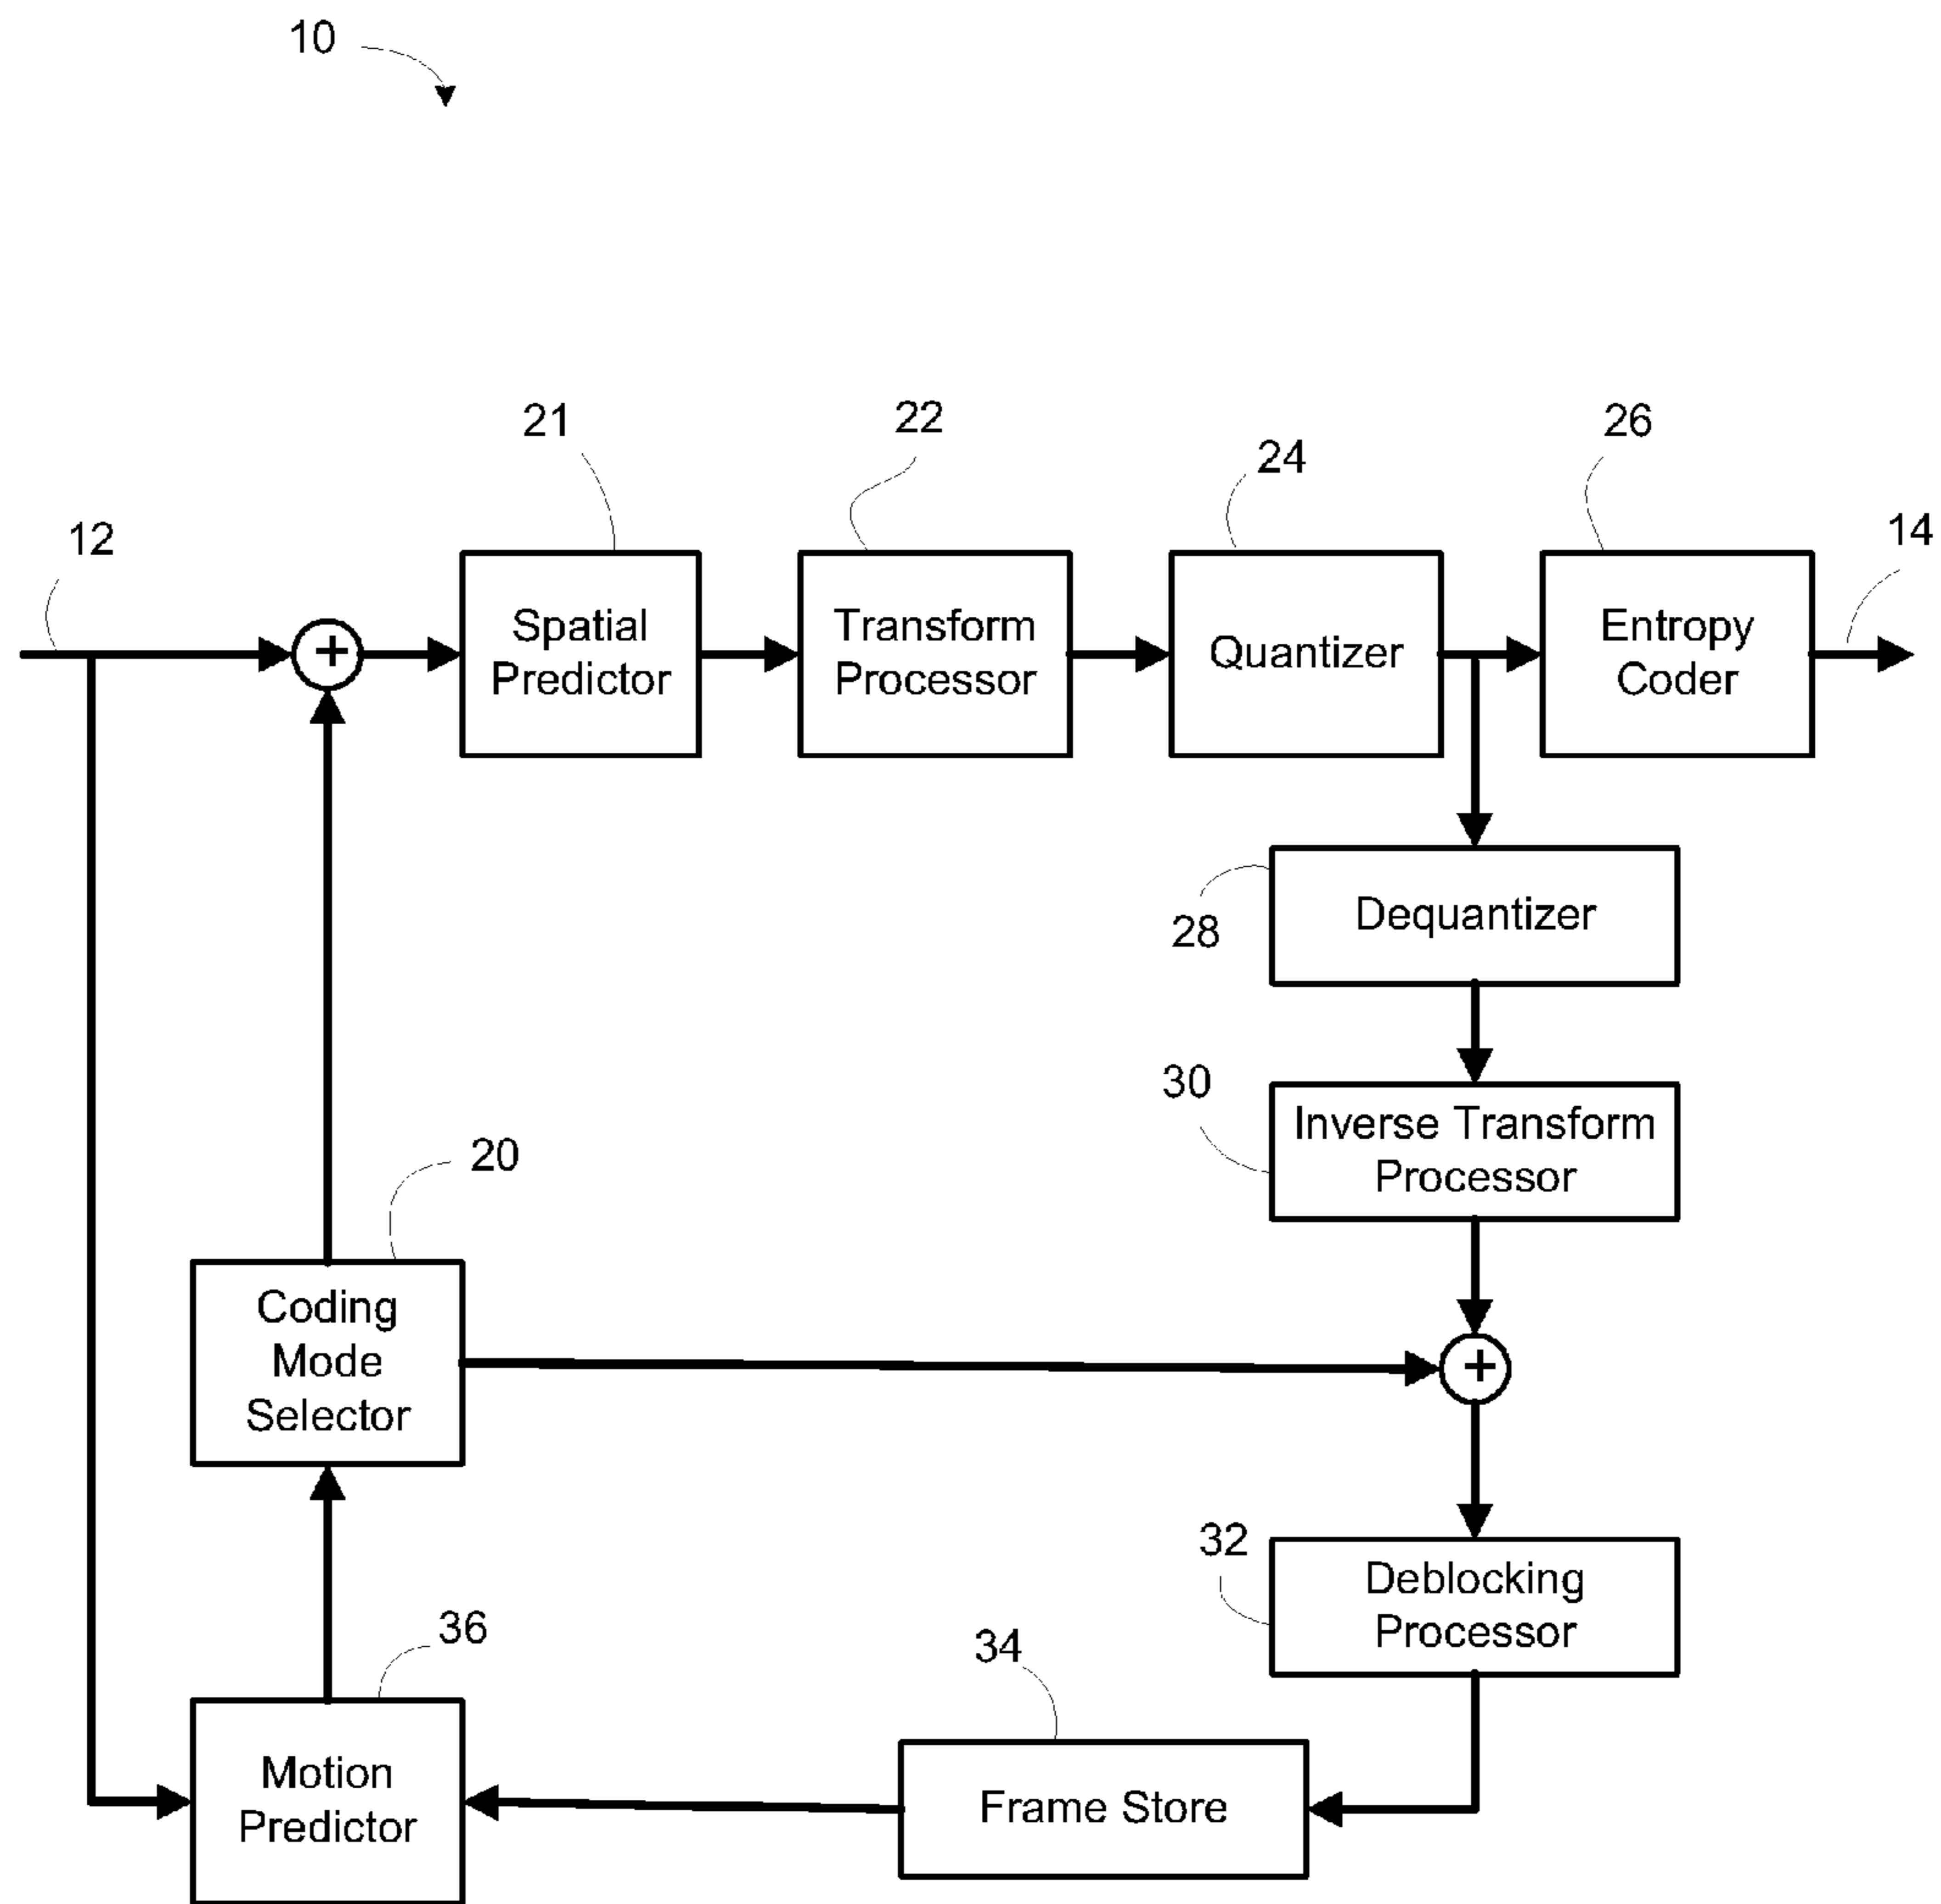 10
21
22
24
26
12
14
+
Spatial
Predictor
Transform
Processor
Quantizer
Entropy
Coder
28
Dequantizer
30
Inverse Transform
Processor
20
Coding
Mode
Selector
+
32
Deblocking
Processor
36
34
Motion
Predictor
Frame Store